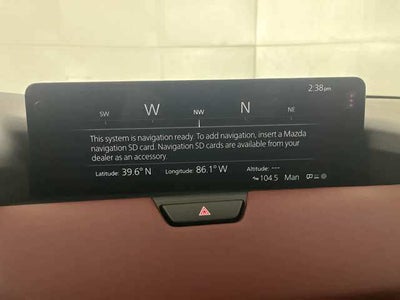 2:38 pm
SW W NW N NE
This system is navigation ready. To add navigation, insert a Mazda
navigation SD card. Navigation SD cards are available from your
dealer as an accessory.
Latitude: 39.6° N Longitude: 86.1° W Altitude: ---
104.5 Man